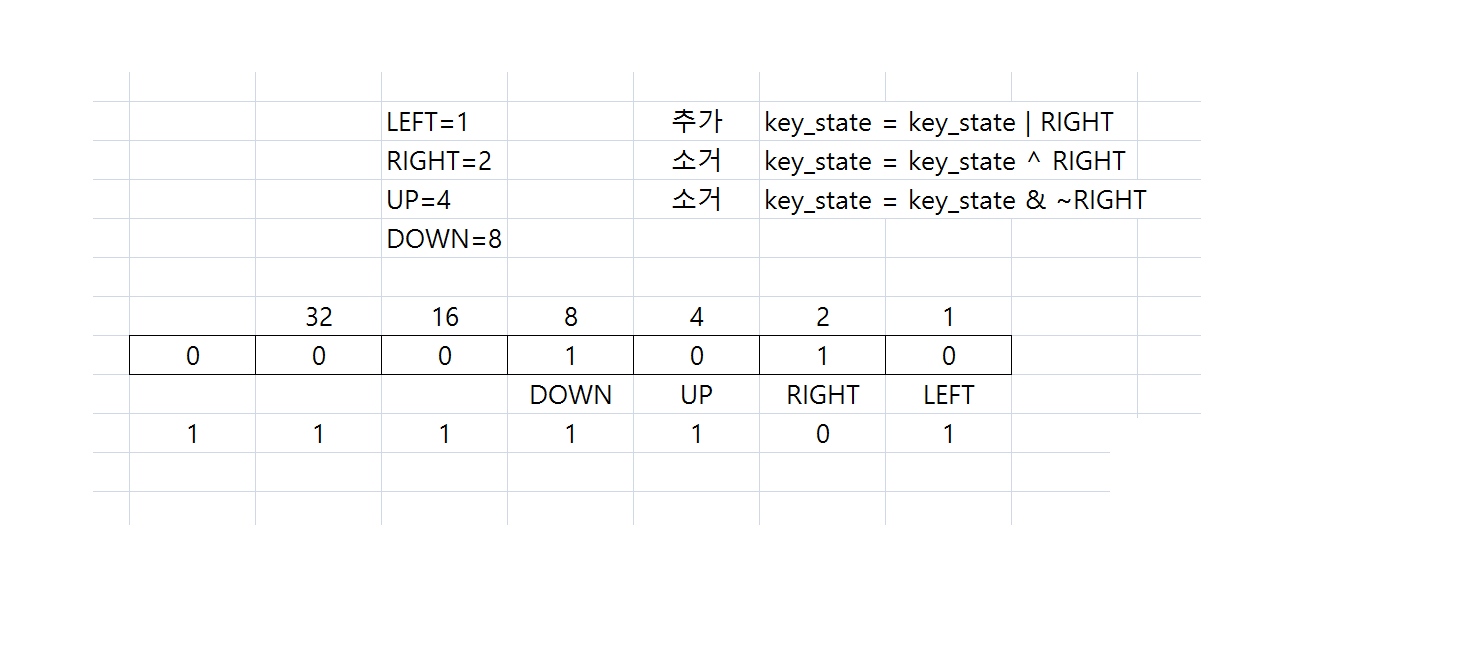 LEFT=1 추가 key_state = key_state | RIGHT
RIGHT=2 소거 key_state = key_state ^ RIGHT
UP=4 소거 key_state = key_state & ~RIGHT
DOWN=8
32 16 8 4 2 1
0 0 0 1 0 1 0
DOWN UP RIGHT LEFT
1 1 1 1 1 0 1